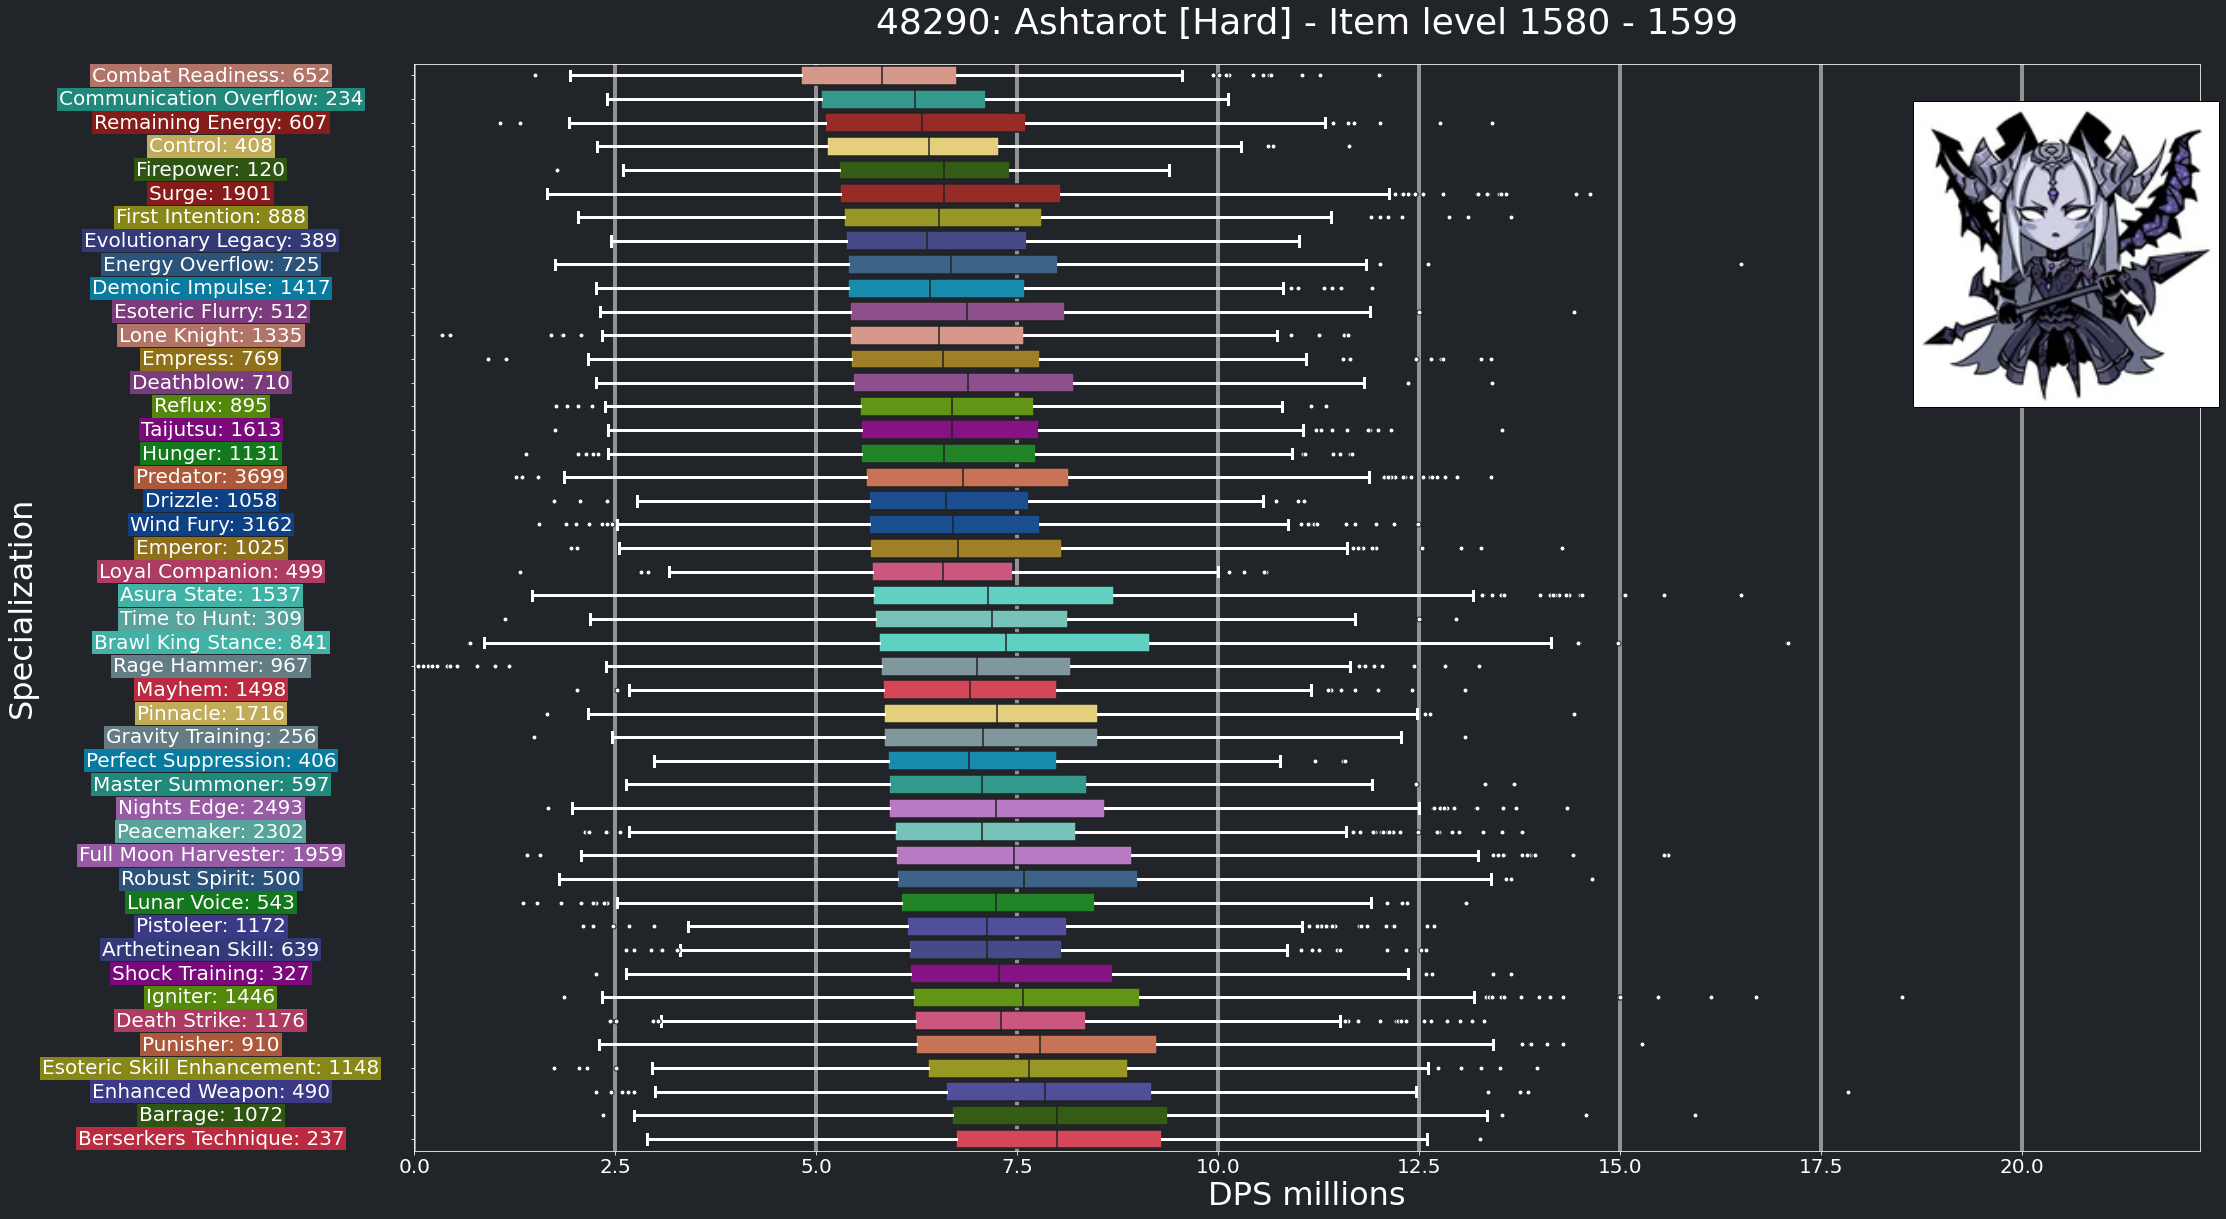 48290: Ashtarot [Hard] - Item level 1580 - 1599
Specialization
Combat Readiness: 652
Communication Overflow: 234
Remaining Energy: 607
Control: 408
Firepower: 120
Surge: 1901
First Intention: 888
Evolutionary Legacy: 389
Energy Overflow: 725
Demonic Impulse: 1417
Esoteric Flurry: 512
Lone Knight: 1335
Empress: 769
Deathblow: 710
Reflux: 895
Taijutsu: 1613
Hunger: 1131
Predator: 3699
Drizzle: 1058
Wind Fury: 3162
Emperor: 1025
Loyal Companion: 499
Asura State: 1537
Time to Hunt: 309
Brawl King Stance: 841
Rage Hammer: 967
Mayhem: 1498
Pinnacle: 1716
Gravity Training: 256
Perfect Suppression: 406
Master Summoner: 597
Nights Edge: 2493
Peacemaker: 2302
Full Moon Harvester: 1959
Robust Spirit: 500
Lunar Voice: 543
Pistoleer: 1172
Arthetinean Skill: 639
Shock Training: 327
Igniter: 1446
Death Strike: 1176
Punisher: 910
Esoteric Skill Enhancement: 1148
Enhanced Weapon: 490
Barrage: 1072
Berserkers Technique: 237
0.0 2.5 5.0 7.5 10.0 12.5 15.0 17.5 20.0
DPS millions